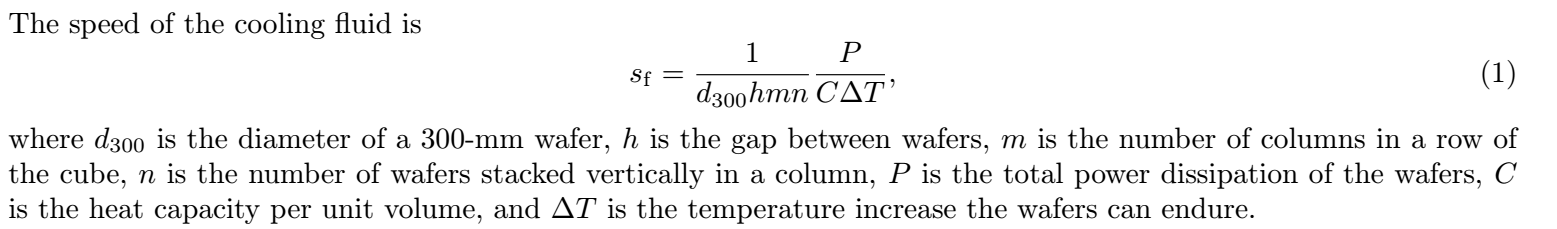 The speed of the cooling fluid is
s_f = \frac{1}{d_{300}hmn} \frac{P}{C\Delta T}, (1)
where d_{300} is the diameter of a 300-mm wafer, h is the gap between wafers, m is the number of columns in a row of
the cube, n is the number of wafers stacked vertically in a column, P is the total power dissipation of the wafers, C
is the heat capacity per unit volume, and ΔT is the temperature increase the wafers can endure.